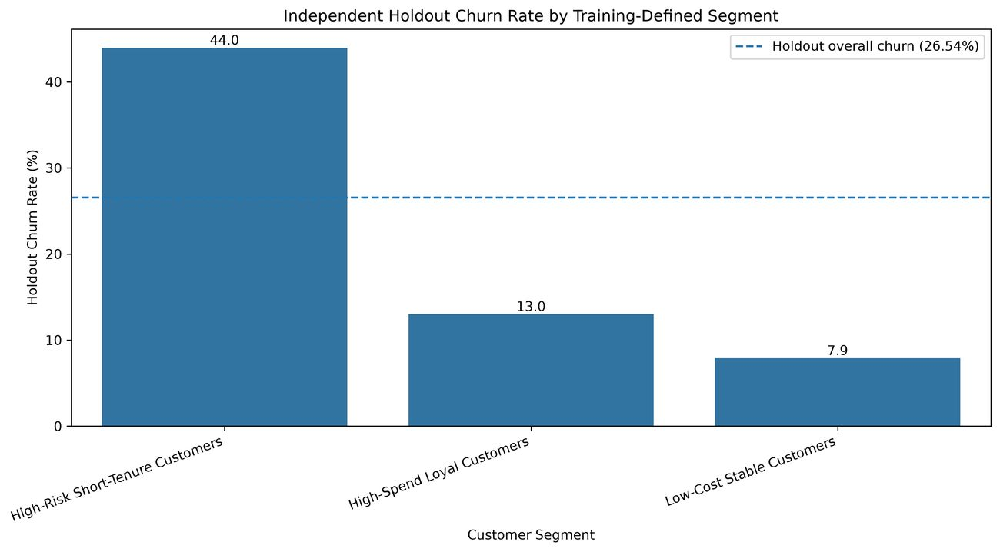 Independent Holdout Churn Rate by Training-Defined Segment
Holdout overall churn (26.54%)
Holdout Churn Rate (%)
40
30
20
10
0
44.0
13.0
7.9
High-Risk Short-Tenure Customers
High-Spend Loyal Customers
Low-Cost Stable Customers
Customer Segment